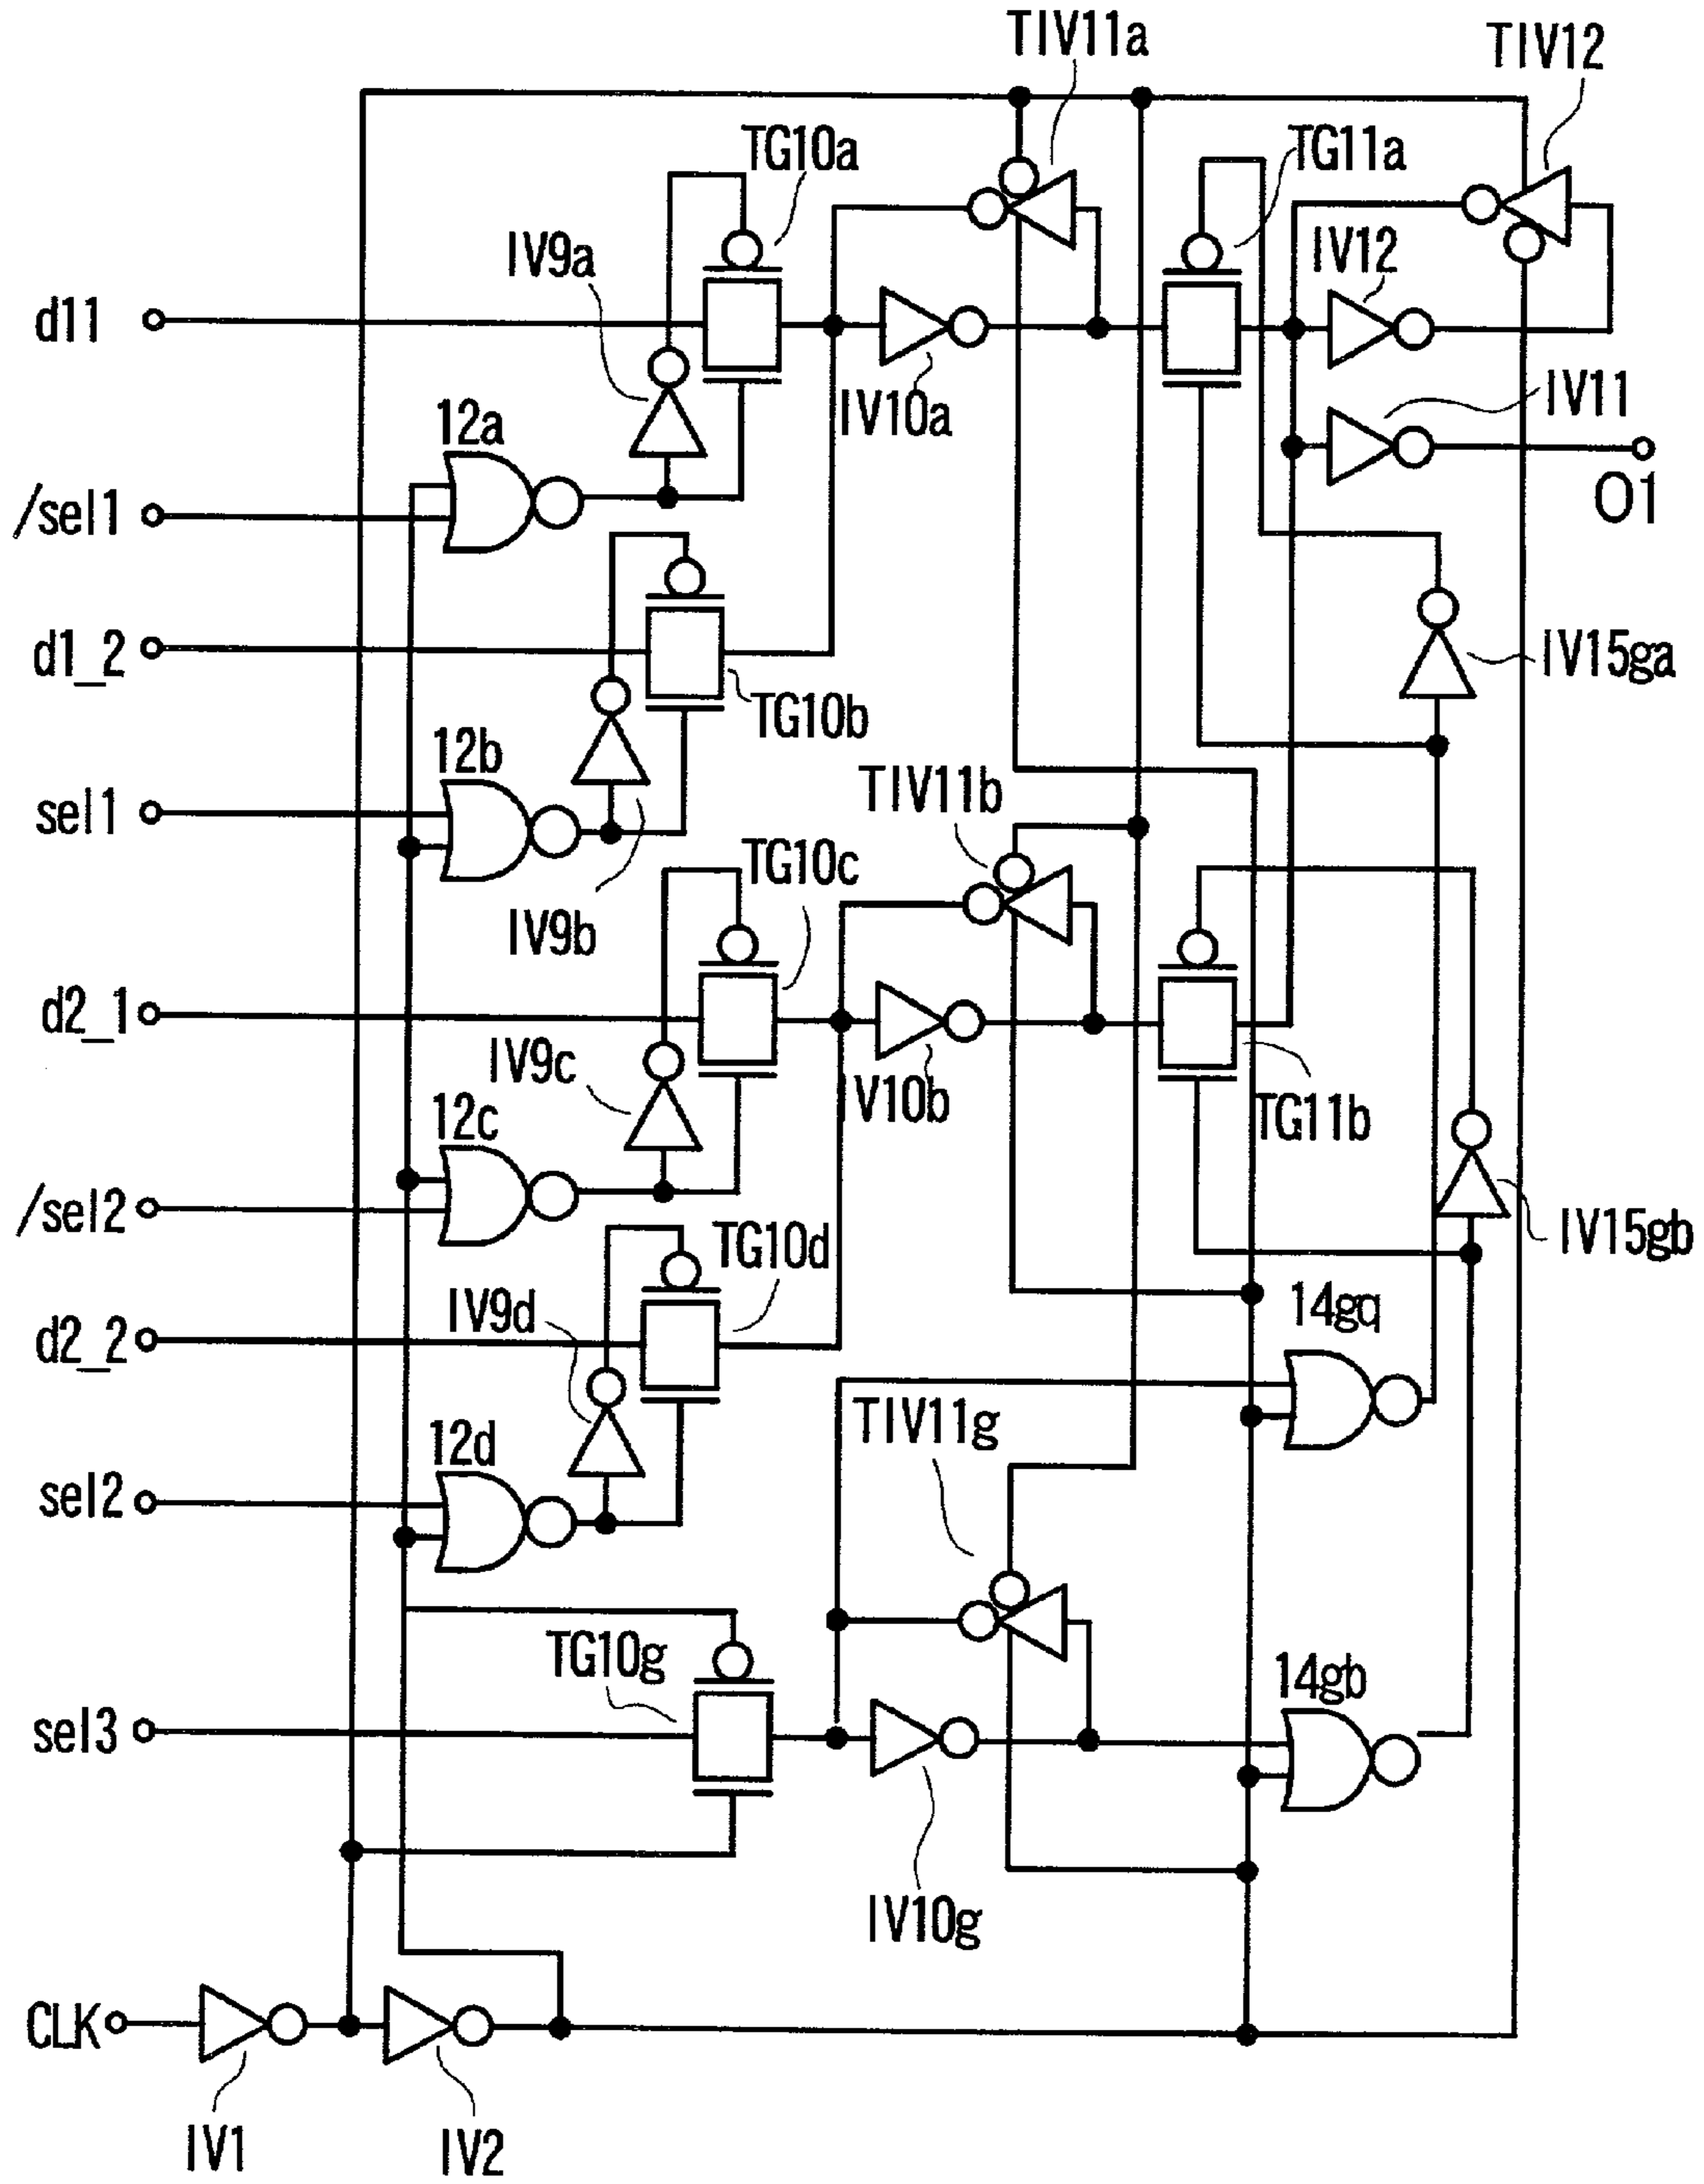 TIV11a
TIV12
TG10a
TG11a
IV9a
IV12
d11
IV10a
IV11
12a
/sel1
O1
d1_2
TG10b
IV15ga
12b
sel1
TIV11b
TG10c
IV9b
d2_1
IV9c
IV10b
TG11b
12c
/sel2
TG10d
IV15gb
IV9d
14gq
d2_2
TIV11g
12d
sel2
TG10g
14gb
sel3
IV10g
CLK
IV1
IV2